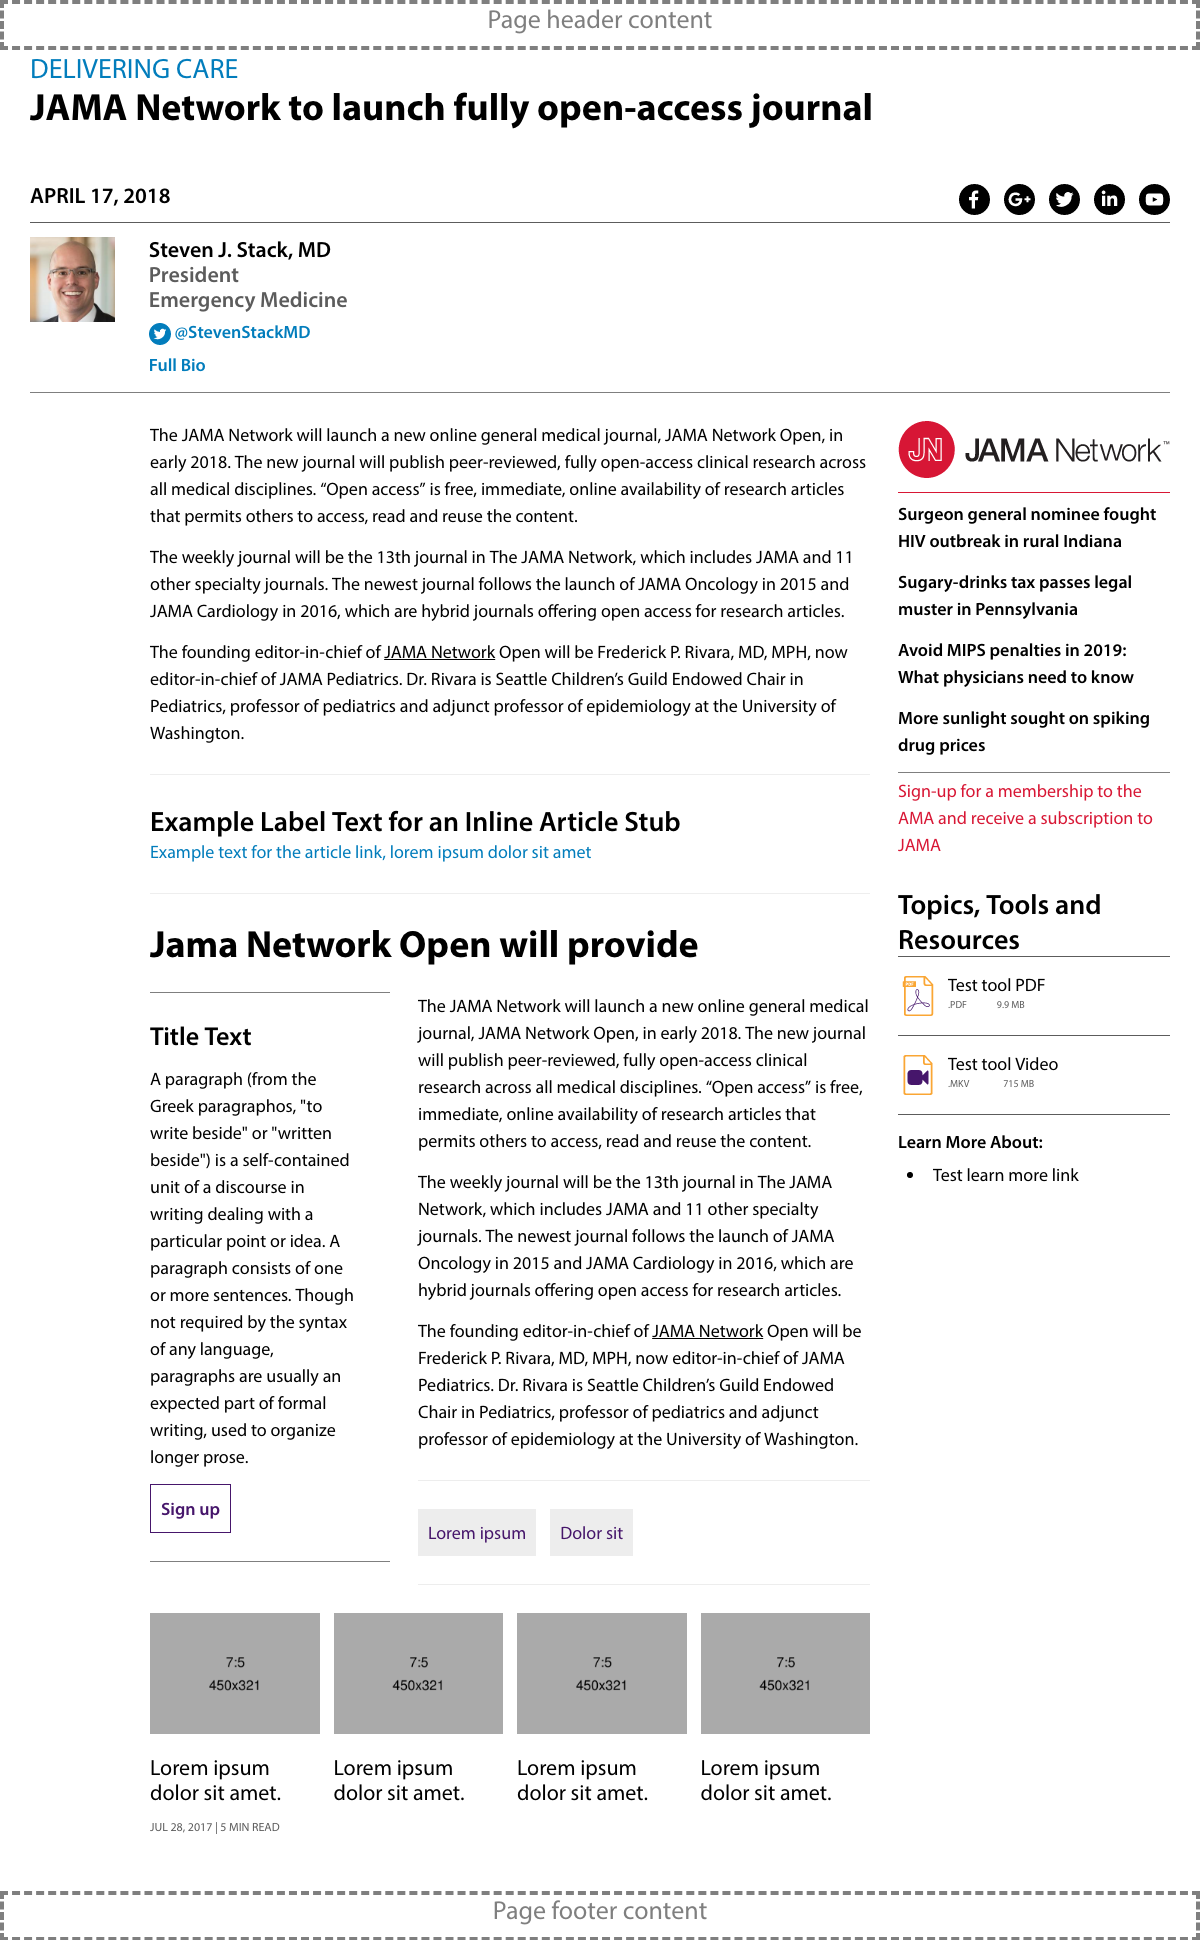 Page header content
DELIVERING CARE
JAMA Network to launch fully open-access journal
APRIL 17, 2018
Steven J. Stack, MD
President
Emergency Medicine
@StevenStackMD
Full Bio
The JAMA Network will launch a new online general medical journal, JAMA Network Open, in
early 2018. The new journal will publish peer-reviewed, fully open-access clinical research across
all medical disciplines. “Open access” is free, immediate, online availability of research articles
that permits others to access, read and reuse the content.
The weekly journal will be the 13th journal in The JAMA Network, which includes JAMA and 11
other specialty journals. The newest journal follows the launch of JAMA Oncology in 2015 and
JAMA Cardiology in 2016, which are hybrid journals offering open access for research articles.
The founding editor-in-chief of JAMA Network Open will be Frederick P. Rivara, MD, MPH, now
editor-in-chief of JAMA Pediatrics. Dr. Rivara is Seattle Children’s Guild Endowed Chair in
Pediatrics, professor of pediatrics and adjunct professor of epidemiology at the University of
Washington.
Example Label Text for an Inline Article Stub
Example text for the article link, lorem ipsum dolor sit amet
Jama Network Open will provide
Title Text
A paragraph (from the
Greek paragraphos, "to
write beside" or "written
beside") is a self-contained
unit of a discourse in
writing dealing with a
particular point or idea. A
paragraph consists of one
or more sentences. Though
not required by the syntax
of any language,
paragraphs are usually an
expected part of formal
writing, used to organize
longer prose.
Sign up
The JAMA Network will launch a new online general medical
journal, JAMA Network Open, in early 2018. The new journal
will publish peer-reviewed, fully open-access clinical
research across all medical disciplines. “Open access” is free,
immediate, online availability of research articles that
permits others to access, read and reuse the content.
The weekly journal will be the 13th journal in The JAMA
Network, which includes JAMA and 11 other specialty
journals. The newest journal follows the launch of JAMA
Oncology in 2015 and JAMA Cardiology in 2016, which are
hybrid journals offering open access for research articles.
The founding editor-in-chief of JAMA Network Open will be
Frederick P. Rivara, MD, MPH, now editor-in-chief of JAMA
Pediatrics. Dr. Rivara is Seattle Children’s Guild Endowed
Chair in Pediatrics, professor of pediatrics and adjunct
professor of epidemiology at the University of Washington.
Lorem ipsum
Dolor sit
7:5
450x321
7:5
450x321
7:5
450x321
7:5
450x321
Lorem ipsum
dolor sit amet.
JUL 28, 2017 | 5 MIN READ
Lorem ipsum
dolor sit amet.
Lorem ipsum
dolor sit amet.
Lorem ipsum
dolor sit amet.
JN JAMA Network™
Surgeon general nominee fought
HIV outbreak in rural Indiana
Sugary-drinks tax passes legal
muster in Pennsylvania
Avoid MIPS penalties in 2019:
What physicians need to know
More sunlight sought on spiking
drug prices
Sign-up for a membership to the
AMA and receive a subscription to
JAMA
Topics, Tools and
Resources
Test tool PDF
.PDF 9.9 MB
Test tool Video
.MKV 715 MB
Learn More About:
• Test learn more link
Page footer content